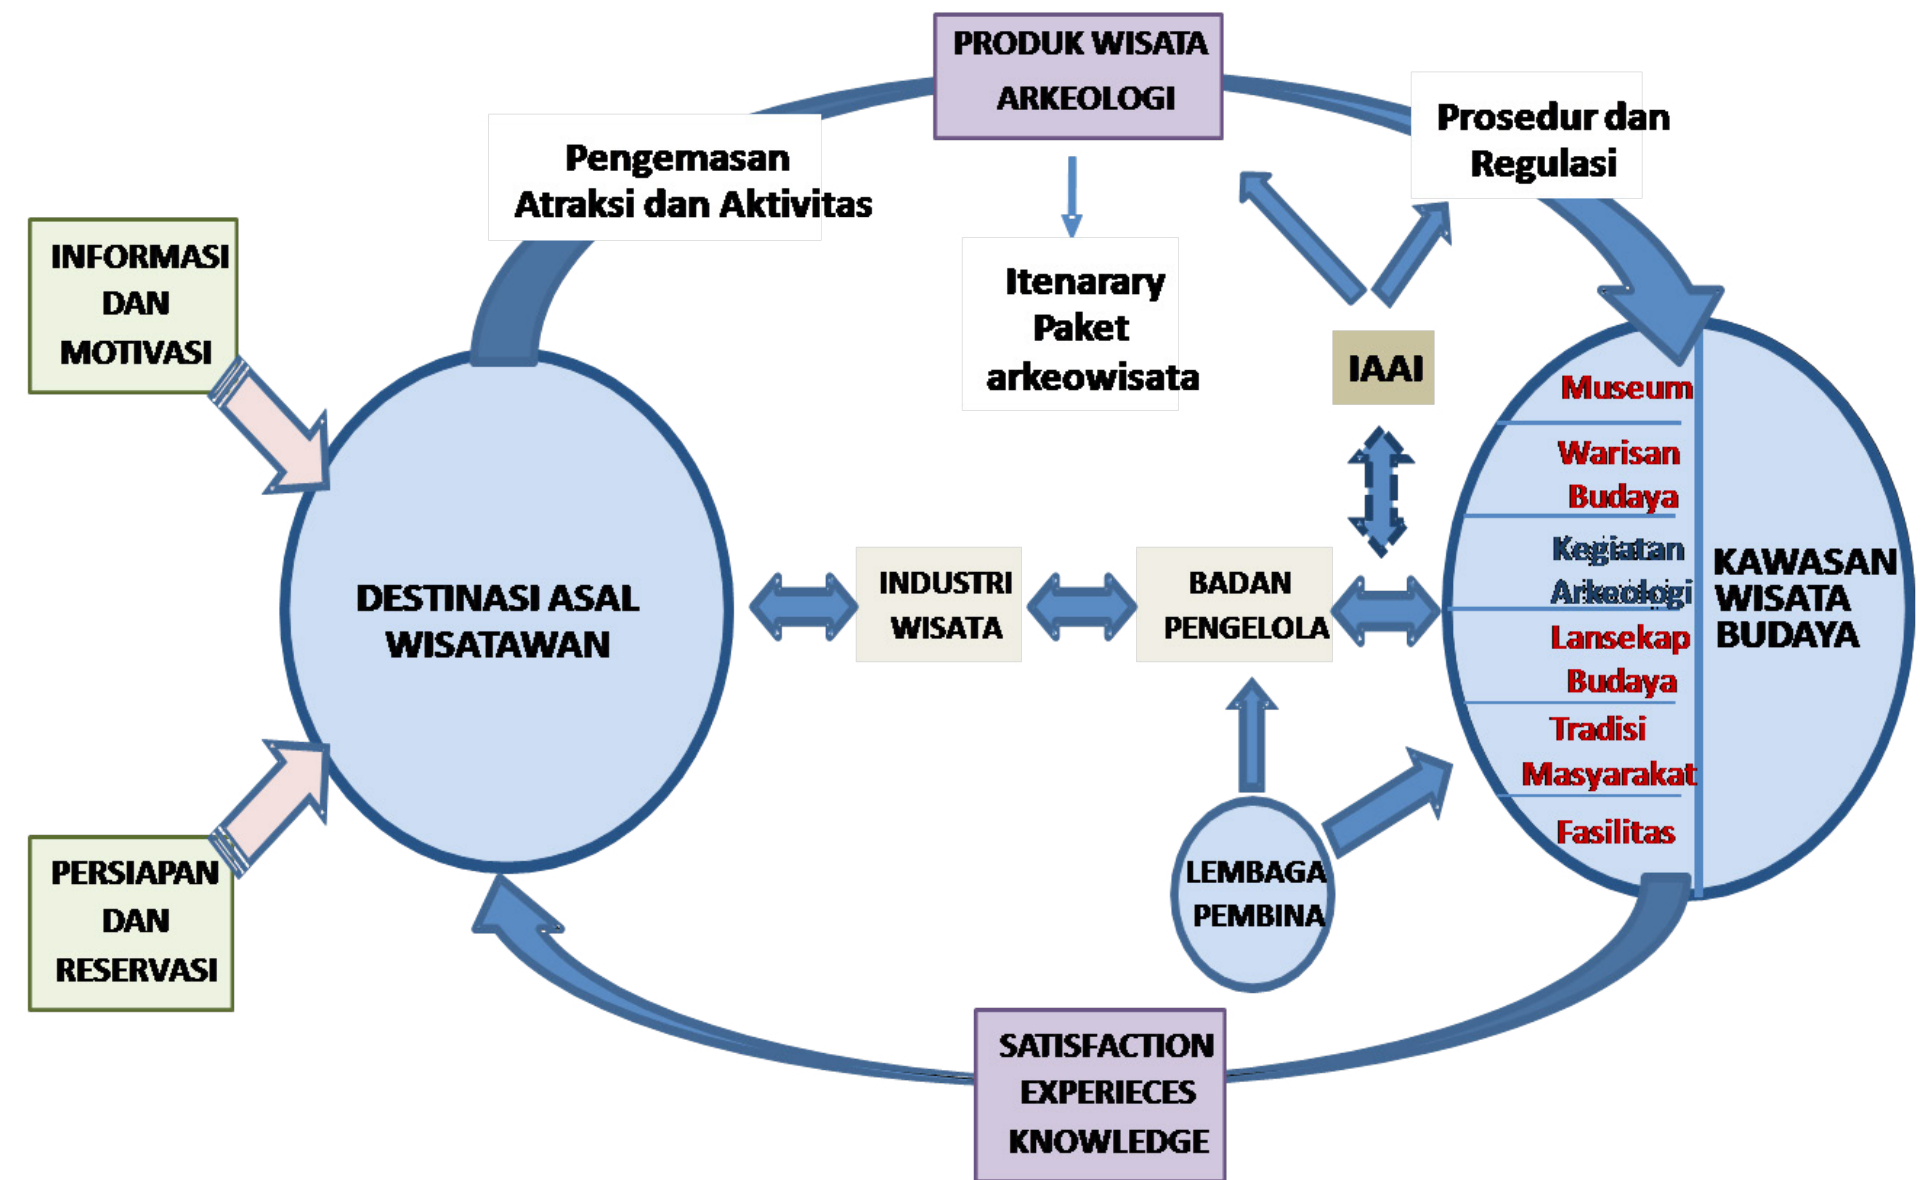 PRODUK WISATA
ARKEOLOGI
Prosedur dan
Regulasi
Pengemasan
Atraksi dan Aktivitas
INFORMASI
DAN
MOTIVASI
Itenarary
Paket
arkeowisata
IAAI
Museum
Warisan
Budaya
Kegiatan
Arkeologi
Lansekap
Budaya
Tradisi
Masyarakat
Fasilitas
KAWASAN
WISATA
BUDAYA
DESTINASI ASAL
WISATAWAN
INDUSTRI
WISATA
BADAN
PENGELOLA
LEMBAGA
PEMBINA
PERSIAPAN
DAN
RESERVASI
SATISFACTION
EXPERIECES
KNOWLEDGE